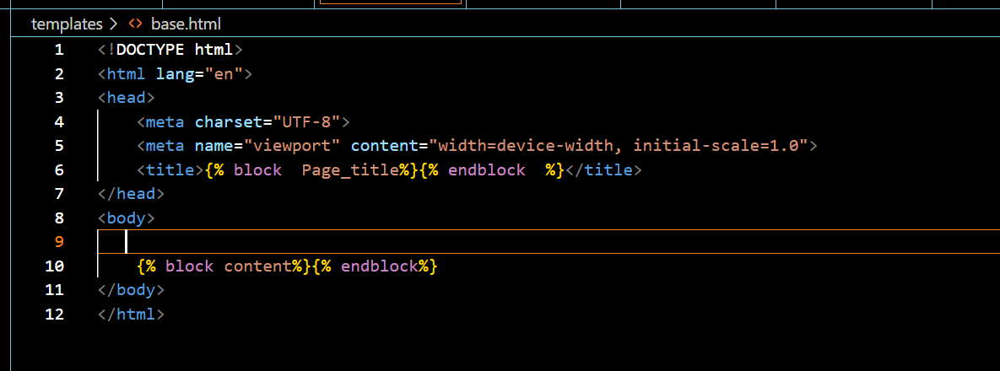 templates > <> base.html
1 <!DOCTYPE html>
2 <html lang="en">
3 <head>
4     <meta charset="UTF-8">
5     <meta name="viewport" content="width=device-width, initial-scale=1.0">
6     <title>{% block  Page_title%}{% endblock  %}</title>
7 </head>
8 <body>
9
10     {% block content%}{% endblock%}
11 </body>
12 </html>